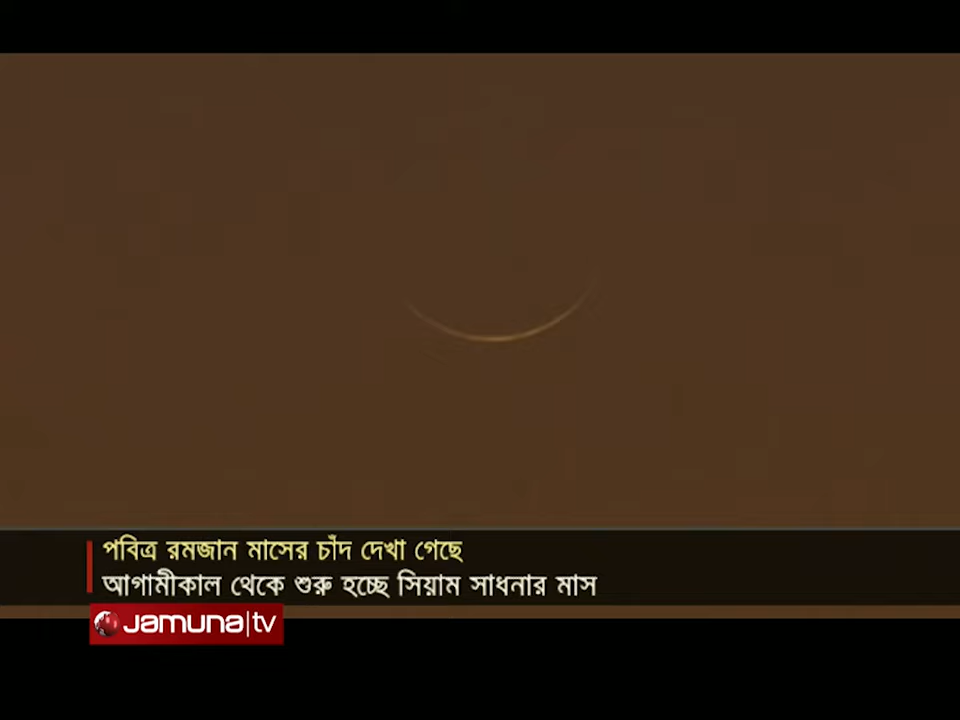 পবিত্র রমজান মাসের চাঁদ দেখা গেছে
আগামীকাল থেকে শুরু হচ্ছে সিয়াম সাধনার মাস
Jamuna|tv